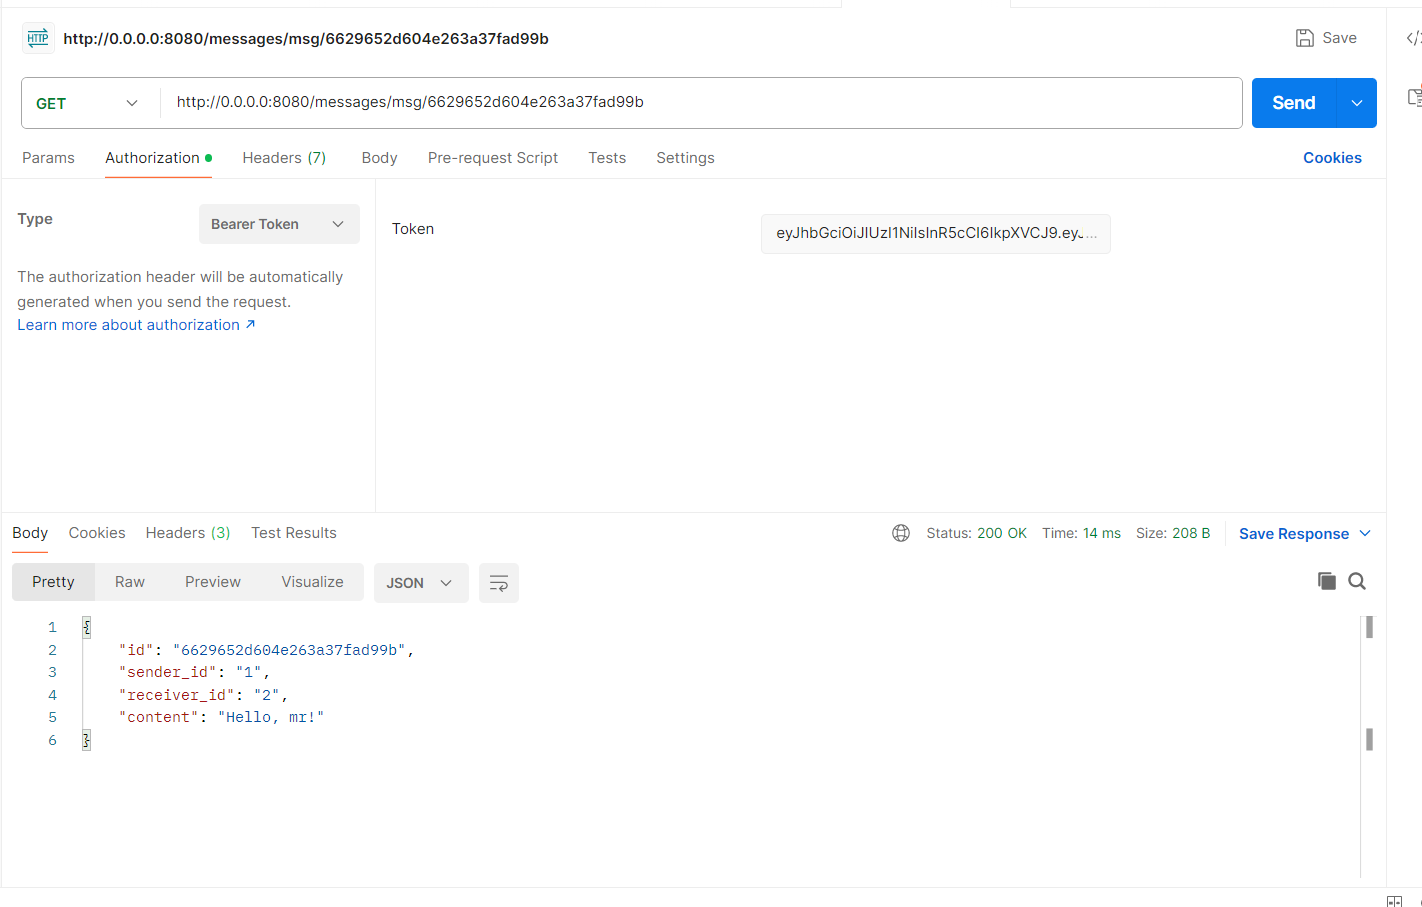 HTTP http://0.0.0.0:8080/messages/msg/6629652d604e263a37fad99b Save
GET http://0.0.0.0:8080/messages/msg/6629652d604e263a37fad99b Send
Params Authorization Headers (7) Body Pre-request Script Tests Settings Cookies
Type Bearer Token
Token eyJhbGciOiJIUzI1NiIsInR5cCI6IkpXVCJ9.eyJ...
The authorization header will be automatically
generated when you send the request.
Learn more about authorization ↗
Body Cookies Headers (3) Test Results Status: 200 OK Time: 14 ms Size: 208 B Save Response
Pretty Raw Preview Visualize JSON
1 {
2 "id": "6629652d604e263a37fad99b",
3 "sender_id": "1",
4 "receiver_id": "2",
5 "content": "Hello, mr!"
6 }